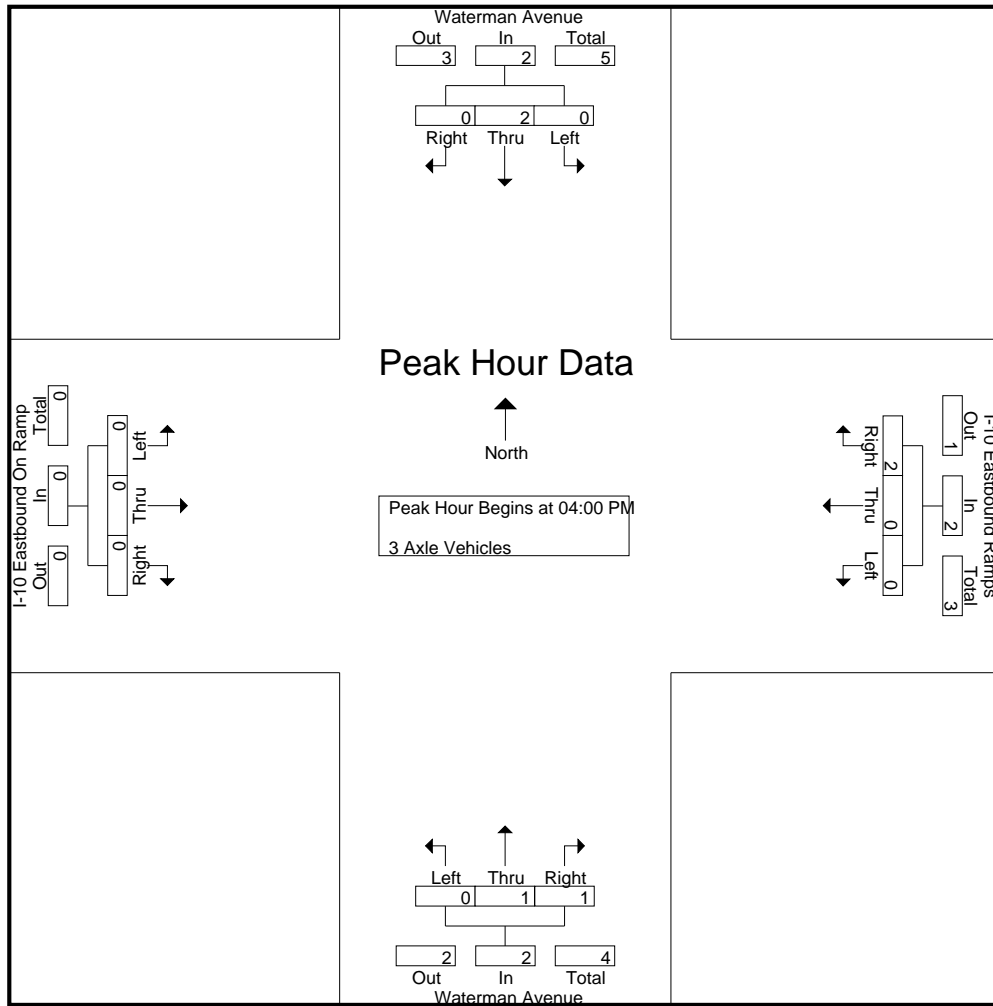 Waterman Avenue
Out In Total
3 2 5
0 2 0
Right Thru Left
Peak Hour Data
North
Peak Hour Begins at 04:00 PM
3 Axle Vehicles
I-10 Eastbound On Ramp
Out In Total
0 0 0
0 0 0
Right Thru Left
I-10 Eastbound Ramps
Out In Total
1 2 3
2 0 0
Right Thru Left
Left Thru Right
0 1 1
2 2 4
Out In Total
Waterman Avenue